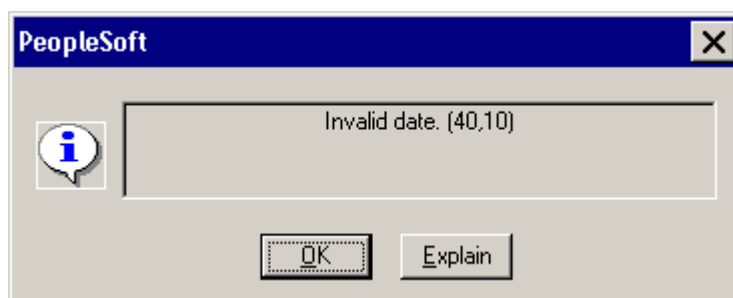 PeopleSoft
Invalid date. (40,10)
i
OK
Explain